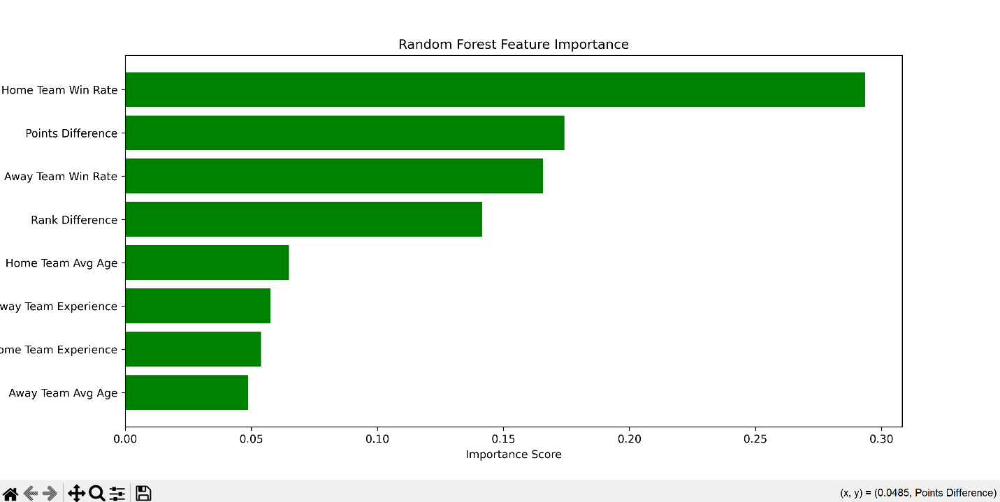 Random Forest Feature Importance
Home Team Win Rate
Points Difference
Away Team Win Rate
Rank Difference
Home Team Avg Age
way Team Experience
ome Team Experience
Away Team Avg Age
0.00 0.05 0.10 0.15 0.20 0.25 0.30
Importance Score
(x, y) = (0.0485, Points Difference)